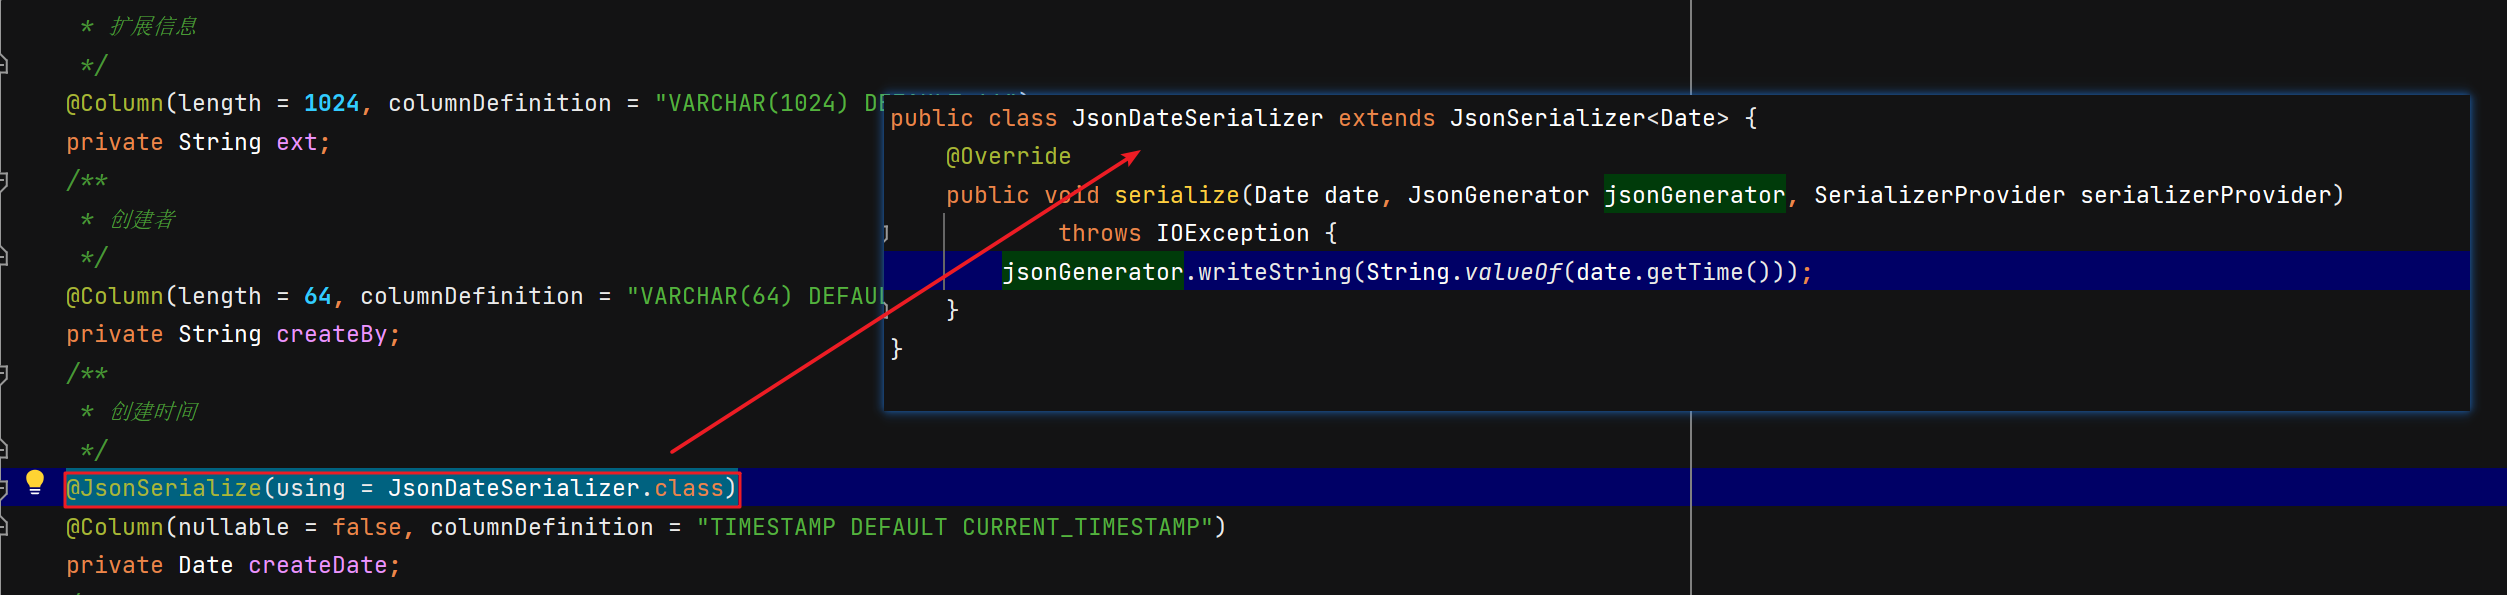 * 扩展信息
*/
@Column(length = 1024, columnDefinition = "VARCHAR(1024) DE
private String ext;
/**
* 创建者
*/
@Column(length = 64, columnDefinition = "VARCHAR(64) DEFAUL
private String createBy;
/**
* 创建时间
*/
@JsonSerialize(using = JsonDateSerializer.class)
@Column(nullable = false, columnDefinition = "TIMESTAMP DEFAULT CURRENT_TIMESTAMP")
private Date createDate;
public class JsonDateSerializer extends JsonSerializer<Date> {
@Override
public void serialize(Date date, JsonGenerator jsonGenerator, SerializerProvider serializerProvider)
throws IOException {
jsonGenerator.writeString(String.valueOf(date.getTime()));
}
}